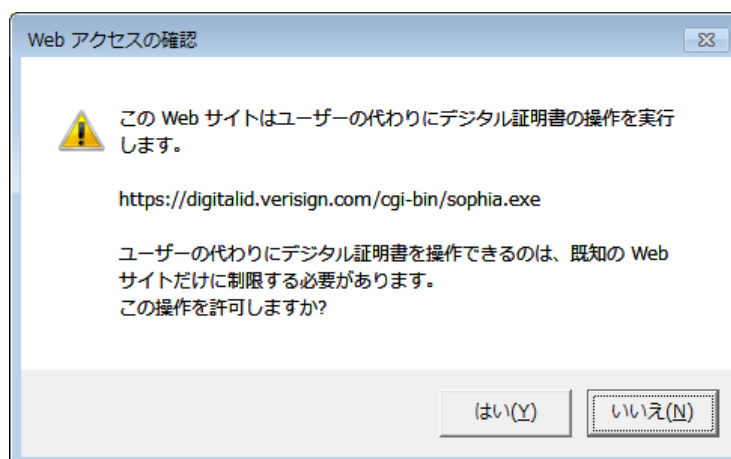 Web アクセスの確認
この Web サイトはユーザーの代わりにデジタル証明書の操作を実行
します。
https://digitalid.verisign.com/cgi-bin/sophia.exe
ユーザーの代わりにデジタル証明書を操作できるのは、既知の Web
サイトだけに制限する必要があります。
この操作を許可しますか?
はい(Y) いいえ(N)